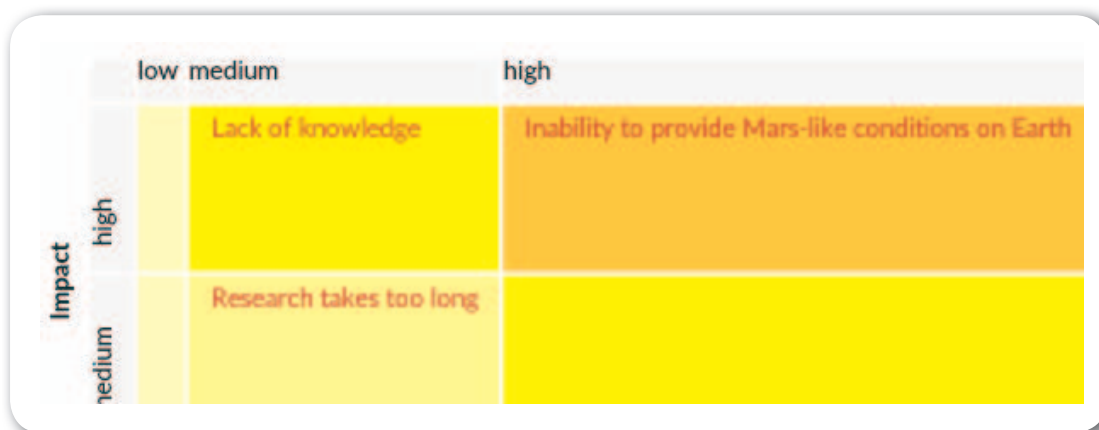 low medium high
Lack of knowledge Inability to provide Mars-like conditions on Earth
high
Impact
Research takes too long